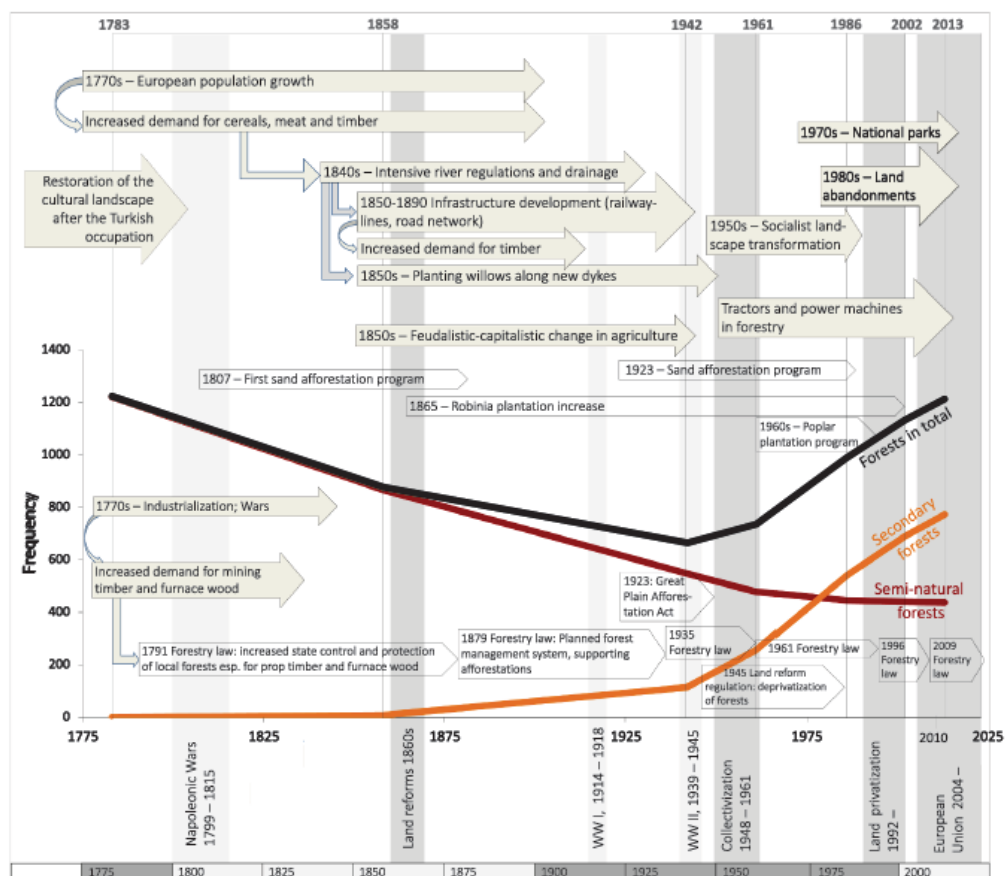 1783 1858 1942 1961 1986 2002 2013
1770s – European population growth
Increased demand for cereals, meat and timber
1970s – National parks
Restoration of the
cultural landscape
after the Turkish
occupation
1840s – Intensive river regulations and drainage
1980s – Land
abandonments
1850-1890 Infrastructure development (railway-
lines, road network)
1950s – Socialist land-
scape transformation
Increased demand for timber
1850s – Planting willows along new dykes
Tractors and power machines
in forestry
1850s – Feudalistic-capitalistic change in agriculture
1400
1200
1000
800
600
400
200
0
Frequency
1807 – First sand afforestation program
1923 – Sand afforestation program
1865 – Robinia plantation increase
1960s – Poplar
plantation program
Forests in total
1770s – Industrialization; Wars
Secondary
forests
Increased demand for mining
timber and furnace wood
1923: Great
Plain Affores-
tation Act
Semi-natural
forests
1791 Forestry law: increased state control and
protection of local forests esp. for prop timber and furnace wood
1879 Forestry law: Planned forest
management system, supporting
afforestations
1935
Forestry law
1961 Forestry law
1996
Forestry
law
2009
Forestry
law
1945 Land reform
regulation: deprivatization
of forests
1775 1825 1875 1925 1975 2010 2025
Napoleonic Wars
1799 – 1815
Land reforms 1860s
WW I, 1914 – 1918
WW II, 1939 – 1945
Collectivization
1948 – 1961
Land privatization
1992 –
European
Union 2004 –
1775 1800 1825 1850 1875 1900 1925 1950 1975 2000